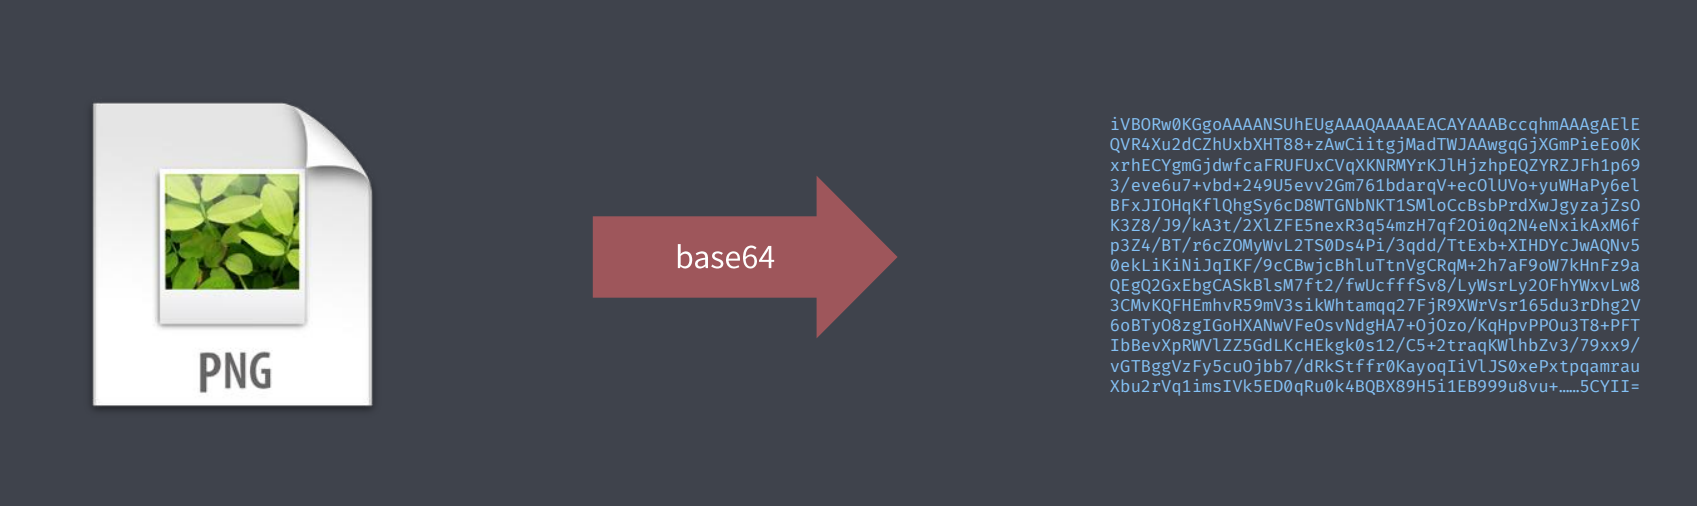 PNG
base64
iVBORw0KGgoAAAANSUhEUgAAAQAAAAEACAYAAABccqhmAAAgAElE
QVR4Xu2dCZhUxbXHT88+zAwCiitgjMadTWJAAwgqGjXGmPieEo0K
xrhECYgmGjdwfcaFRUFUxCVqXKNRMYrKJlHjzhpEQZYRZJFh1p69
3/eve6u7+vbd+249U5evv2Gm761bdarqV+ecOlUVo+yuWHaPy6el
BFxJIOHqKflQhgSy6cD8WTGNbNKT1SMloCcBsbPrdXwJgyzajZsO
K3Z8/J9/kA3t/2XlZFE5nexR3q54mzH7qf2Oi0q2N4eNxikAxM6f
p3Z4/BT/r6cZOMyWvL2TS0Ds4Pi/3qdd/TtExb+XIHDYcJwAQNv5
0ekLiKiNiJqIKF/9cCBwjcBhluTtnVgCRqM+2h7aF9oW7kHnFz9a
QEgQ2GxEbgCASkBlsM7ft2/fwUcfffSv8/LyWsrLy2OFhYWxvLw8
3CMvKQFHEmhvR59mV3sikWhtamqq27FjR9XWrVsr165du3rDhg2V
6oBTyO8zgIGoHXANwVFeOsvNdgHA7+OjOzo/KqHpvPPOu3T8+PFT
IbBevXpRWVlZZ5GdLKcHEkgk0s12/C5+2traqKWlhbZv3/79xx9/
vGTBggVzFy5cuOjbb7/dRkStffr0KayoqIiVlJS0xePxtpqamrau
Xbu2rVq1imsIVk5ED0qRu0k4BQBX89H5i1EB999u8vu+……5CYII=